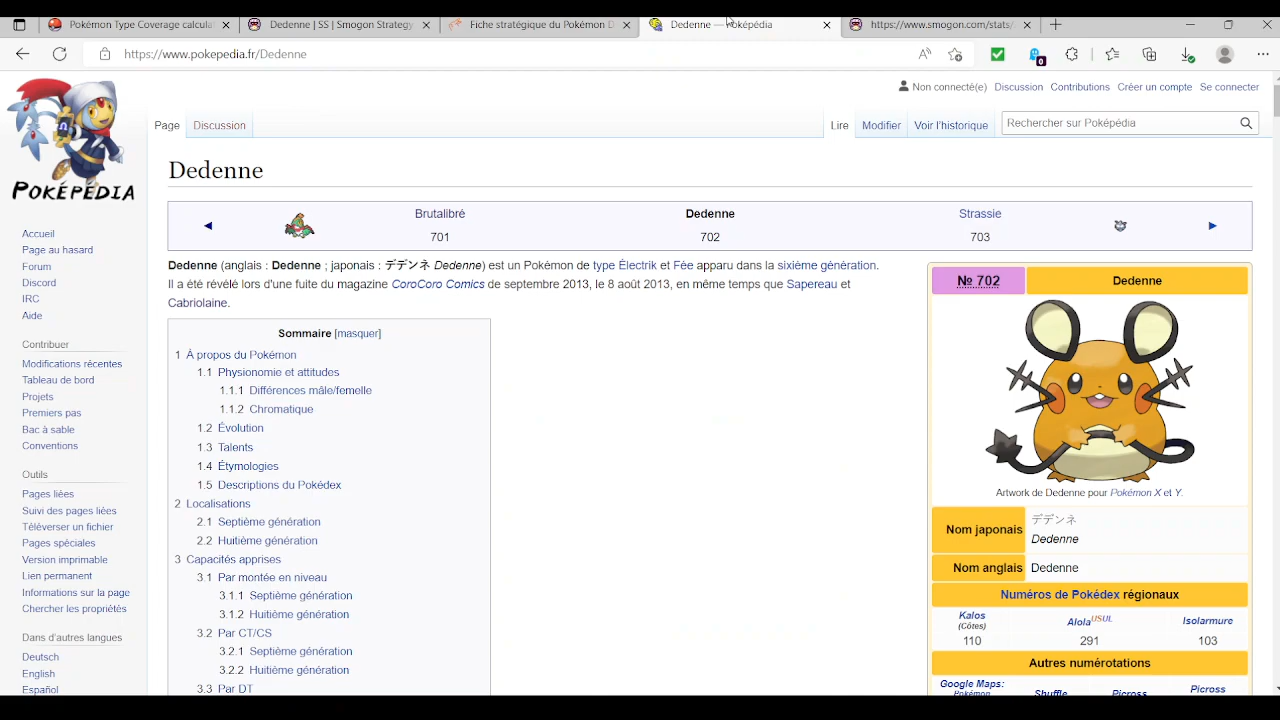 Pokémon Type Coverage calcula
Dedenne | SS | Smogon Strategy
Fiche stratégique du Pokémon D
Dedenne — Poképédia
https://www.smogon.com/stats/
https://www.pokepedia.fr/Dedenne
0
Non connecté(e) Discussion Contributions Créer un compte Se connecter
Page Discussion
Lire Modifier Voir l'historique
Rechercher sur Poképédia
POKÉPEDIA
Dedenne
◄ Brutalibré Dedenne Strassie ►
701 702 703
Dedenne (anglais : Dedenne ; japonais : デデンネ Dedenne) est un Pokémon de type Électrik et Fée apparu dans la sixième génération.
Il a été révélé lors d'une fuite du magazine CoroCoro Comics de septembre 2013, le 8 août 2013, en même temps que Sapereau et
Cabriolaine.
Accueil
Page au hasard
Forum
Discord
IRC
Aide
Contribuer
Modifications récentes
Tableau de bord
Projets
Premiers pas
Bac à sable
Conventions
Outils
Pages liées
Suivi des pages liées
Téléverser un fichier
Pages spéciales
Version imprimable
Lien permanent
Informations sur la page
Chercher les propriétés
Dans d'autres langues
Deutsch
English
Español
Sommaire [masquer]
1 À propos du Pokémon
1.1 Physionomie et attitudes
1.1.1 Différences mâle/femelle
1.1.2 Chromatique
1.2 Évolution
1.3 Talents
1.4 Étymologies
1.5 Descriptions du Pokédex
2 Localisations
2.1 Septième génération
2.2 Huitième génération
3 Capacités apprises
3.1 Par montée en niveau
3.1.1 Septième génération
3.1.2 Huitième génération
3.2 Par CT/CS
3.2.1 Septième génération
3.2.2 Huitième génération
3.3 Par DT
№ 702 Dedenne
Artwork de Dedenne pour Pokémon X et Y.
Nom japonais デデンネ
Dedenne
Nom anglais Dedenne
Numéros de Pokédex régionaux
Kalos
(Côtes)
Alola USUL
Isolarmure
110 291 103
Autres numérotations
Google Maps:
Pokémon
Shuffle
Picross
Picross